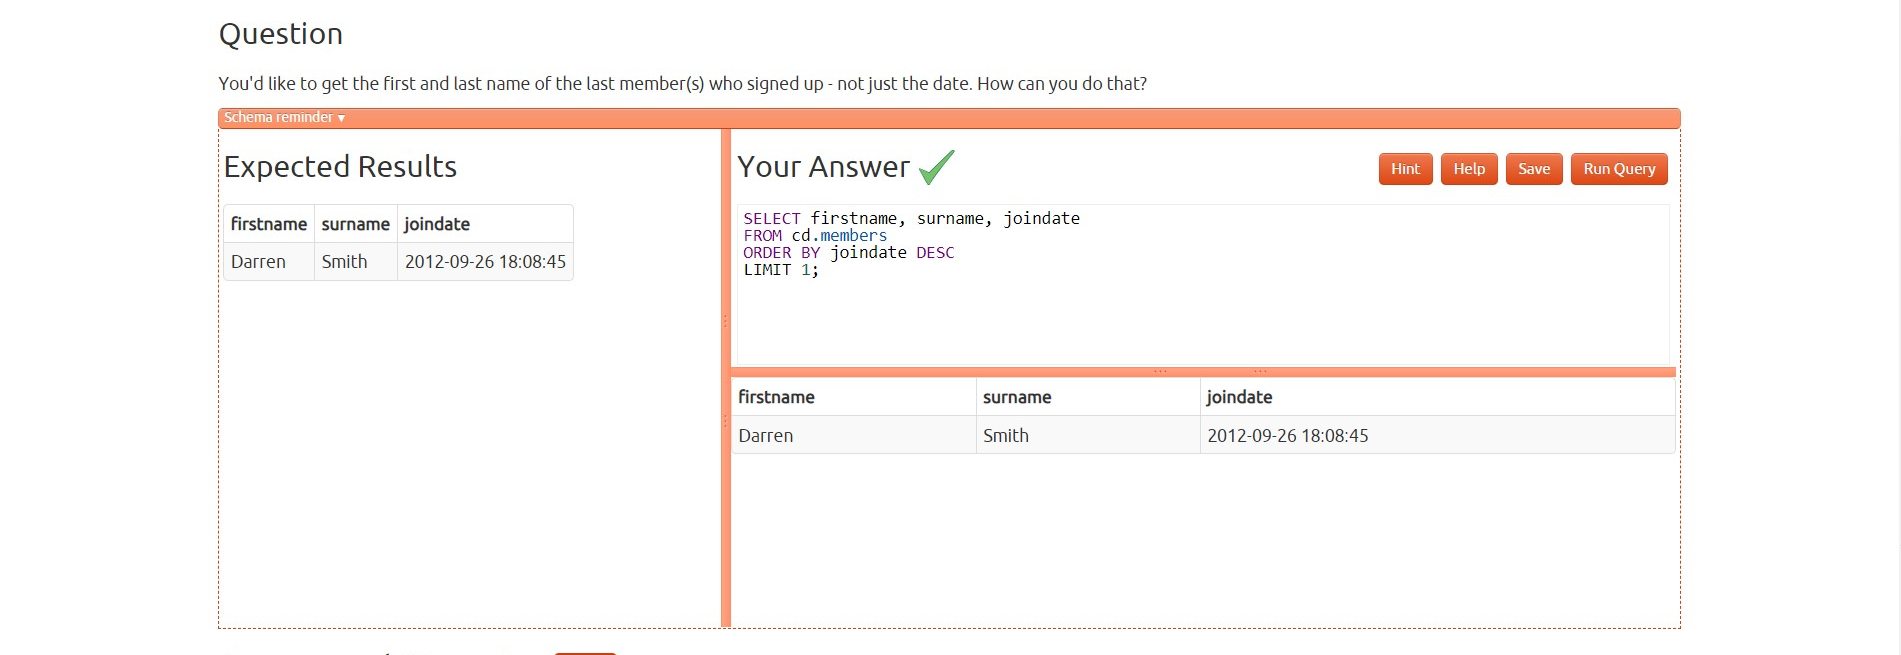 Question
You'd like to get the first and last name of the last member(s) who signed up - not just the date. How can you do that?
Schema reminder ▾
Expected Results
firstname surname joindate
Darren Smith 2012-09-26 18:08:45
Your Answer
Hint Help Save Run Query
SELECT firstname, surname, joindate
FROM cd.members
ORDER BY joindate DESC
LIMIT 1;
firstname surname joindate
Darren Smith 2012-09-26 18:08:45